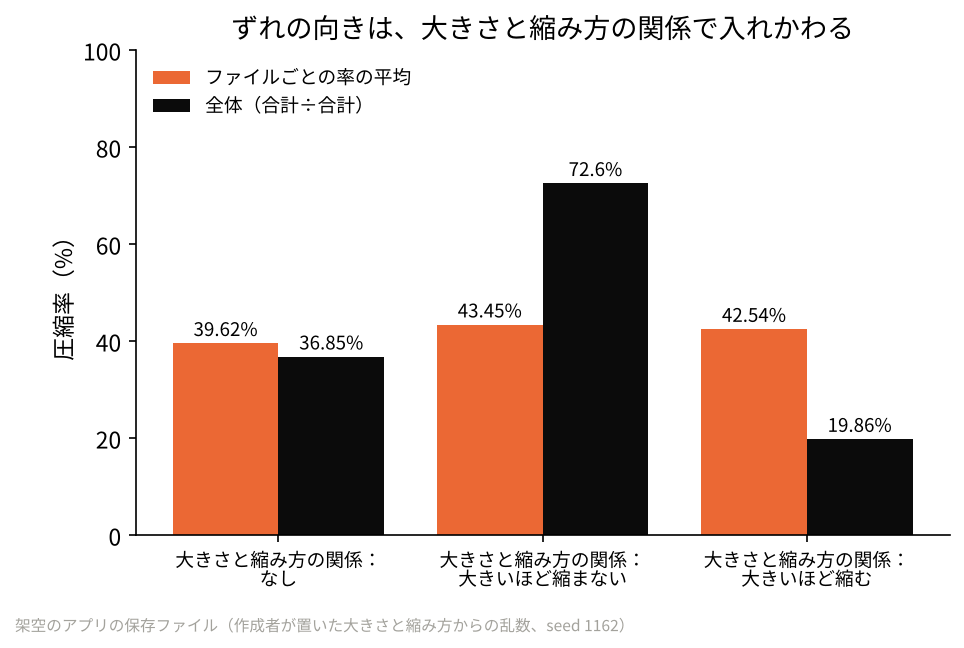 ずれの向きは、大きさと縮み方の関係で入れかわる
ファイルごとの率の平均
全体（合計÷合計）
圧縮率（%）
100
80
60
40
20
0
39.62%
36.85%
43.45%
72.6%
42.54%
19.86%
大きさと縮み方の関係：
なし
大きさと縮み方の関係：
大きいほど縮まない
大きさと縮み方の関係：
大きいほど縮む
架空のアプリの保存ファイル（作成者が置いた大きさと縮み方からの乱数、seed 1162）